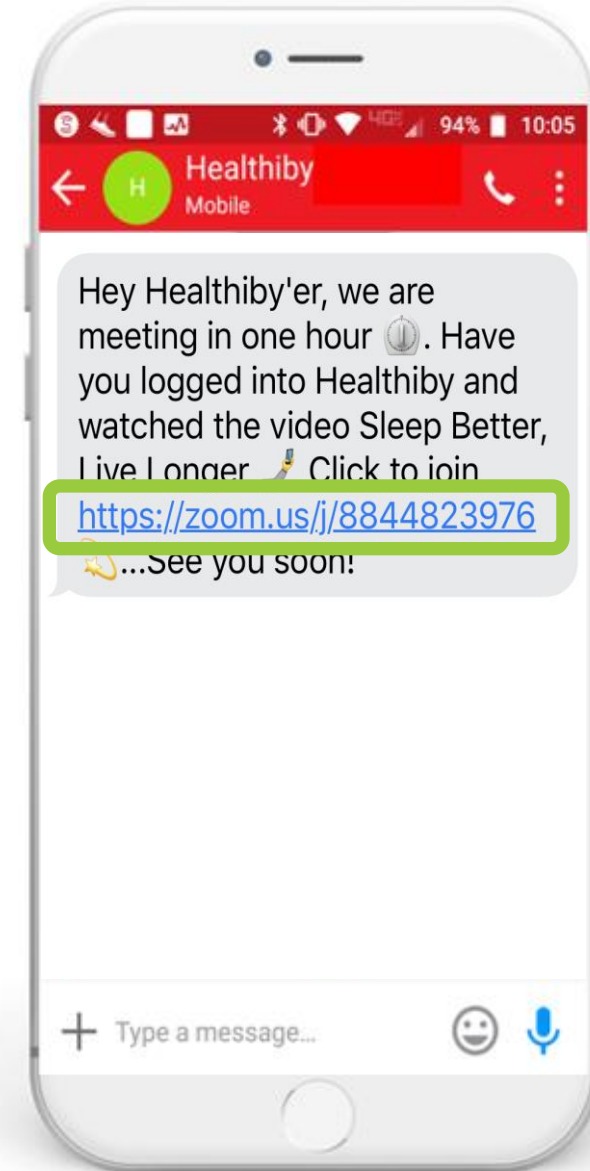 94% 10:05
H Healthiby
Mobile
Hey Healthiby'er, we are
meeting in one hour. Have
you logged into Healthiby and
watched the video Sleep Better,
Live Longer Click to join
https://zoom.us/j/8844823976
...See you soon!
Type a message...